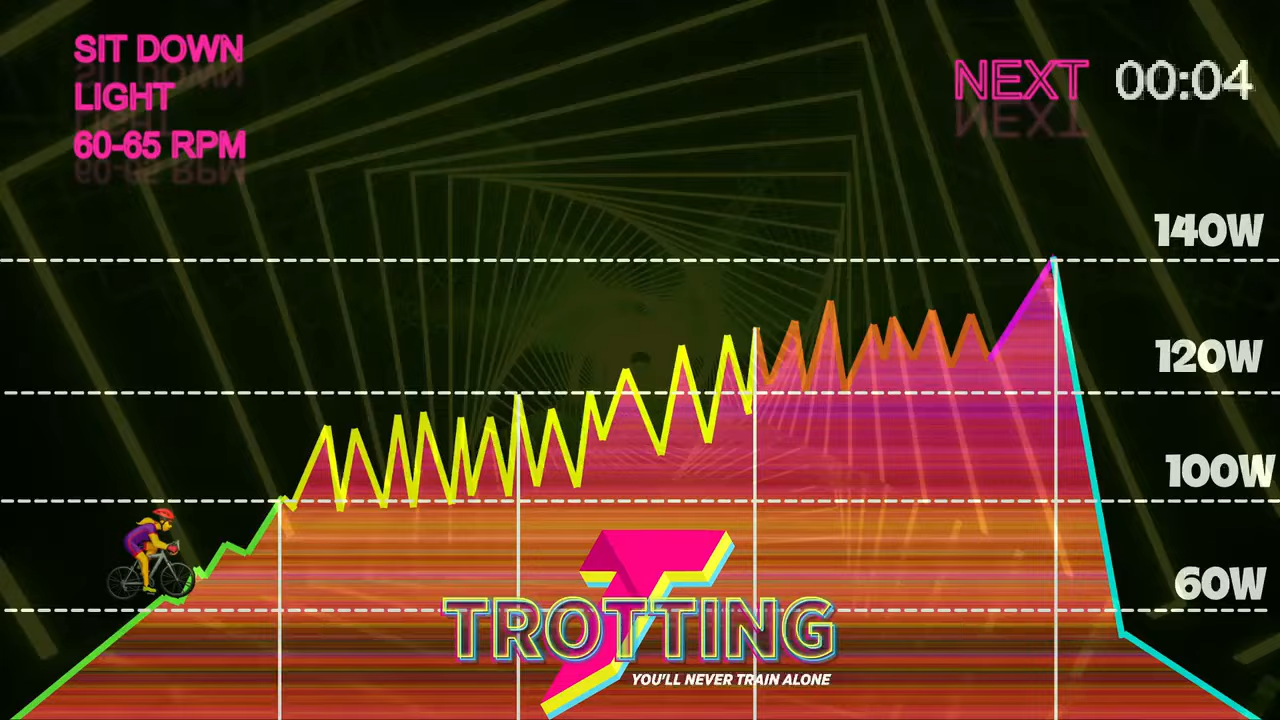 SIT DOWN
LIGHT
60-65 RPM
NEXT 00:04
140W
120W
100W
60W
TROTTING
YOU'LL NEVER TRAIN ALONE